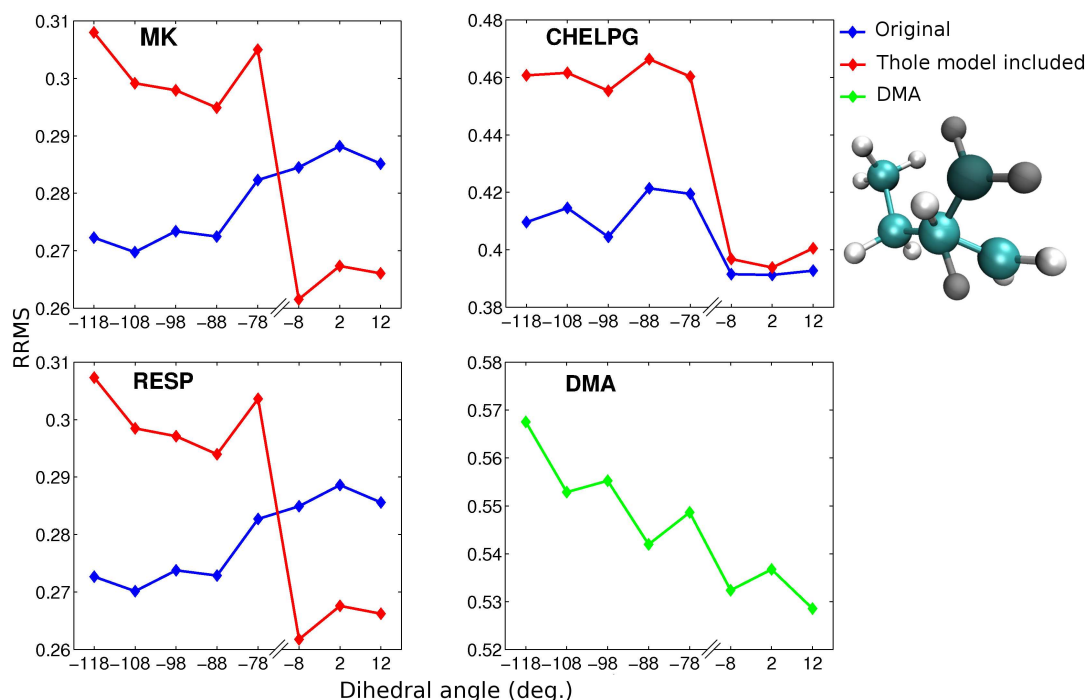 MK
0.31
0.3
0.29
0.28
0.27
0.26
−118 −108 −98 −88 −78 // −8 2 12
CHELPG
0.48
0.46
0.44
0.42
0.4
0.38
−118 −108 −98 −88 −78 // −8 2 12
Original
Thole model included
DMA
RRMS
RESP
0.31
0.3
0.29
0.28
0.27
0.26
−118 −108 −98 −88 −78 // −8 2 12
DMA
0.58
0.57
0.56
0.55
0.54
0.53
0.52
−118 −108 −98 −88 −78 // −8 2 12
Dihedral angle (deg.)